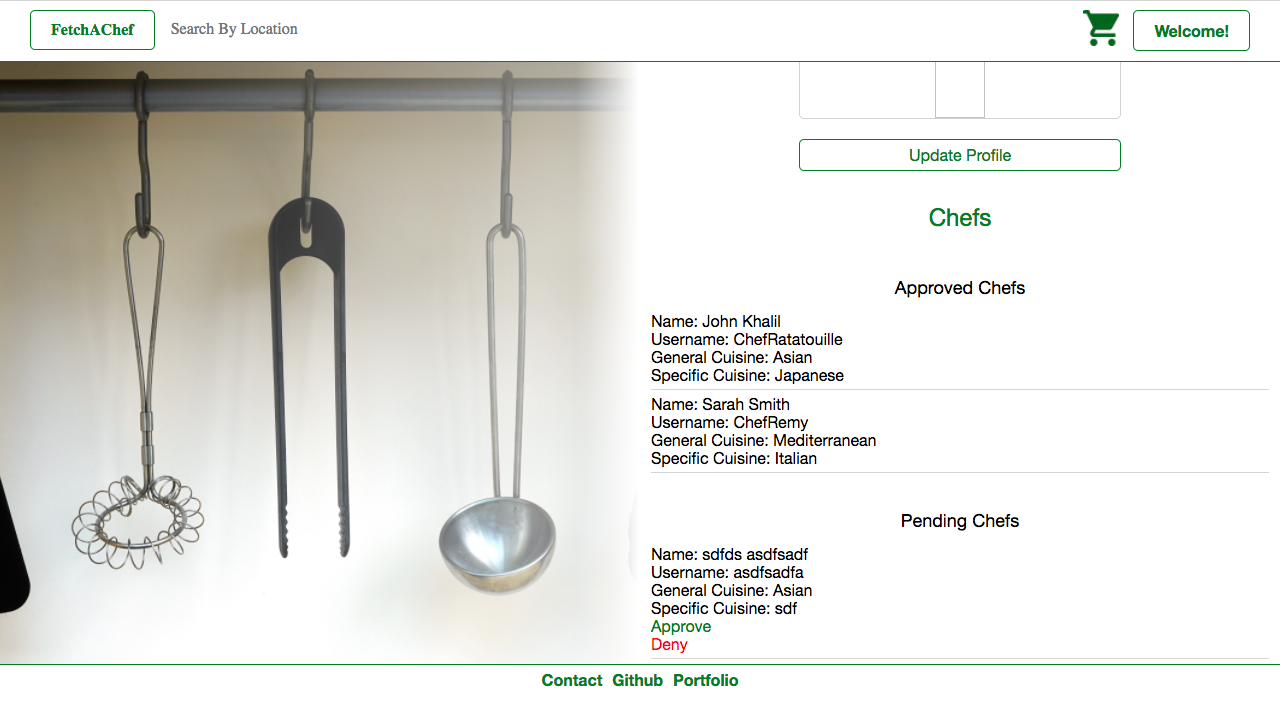 FetchAChef
Search By Location
Welcome!
Update Profile
Chefs
Approved Chefs
Name: John Khalil
Username: ChefRatatouille
General Cuisine: Asian
Specific Cuisine: Japanese
Name: Sarah Smith
Username: ChefRemy
General Cuisine: Mediterranean
Specific Cuisine: Italian
Pending Chefs
Name: sdfds asdfsadf
Username: asdfsadfa
General Cuisine: Asian
Specific Cuisine: sdf
Approve
Deny
Contact Github Portfolio